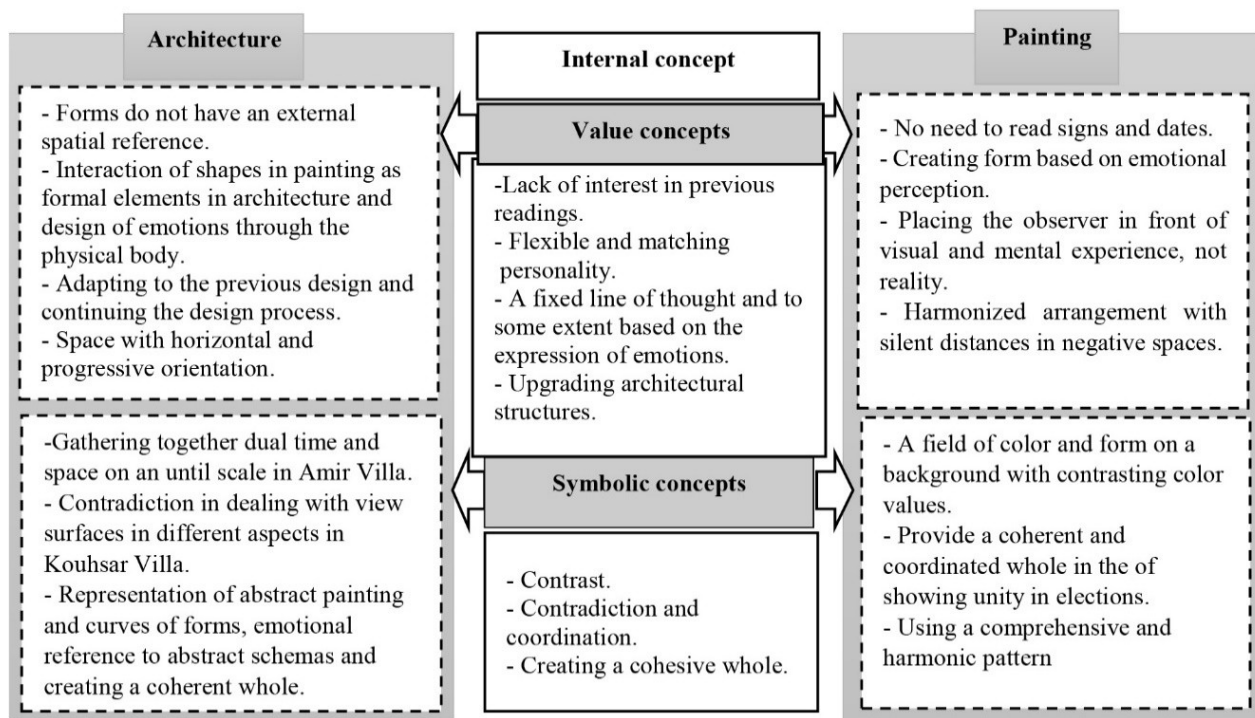 Architecture
- Forms do not have an external
spatial reference.
- Interaction of shapes in painting as
formal elements in architecture and
design of emotions through the
physical body.
- Adapting to the previous design and
continuing the design process.
- Space with horizontal and
progressive orientation.
-Gathering together dual time and
space on an until scale in Amir Villa.
- Contradiction in dealing with view
surfaces in different aspects in
Kouhsar Villa.
- Representation of abstract painting
and curves of forms, emotional
reference to abstract schemas and
creating a coherent whole.
Internal concept
Value concepts
-Lack of interest in previous
readings.
- Flexible and matching
personality.
- A fixed line of thought and to
some extent based on the
expression of emotions.
- Upgrading architectural
structures.
Symbolic concepts
- Contrast.
- Contradiction and
coordination.
- Creating a cohesive whole.
Painting
- No need to read signs and dates.
- Creating form based on emotional
perception.
- Placing the observer in front of
visual and mental experience, not
reality.
- Harmonized arrangement with
silent distances in negative spaces.
- A field of color and form on a
background with contrasting color
values.
- Provide a coherent and
coordinated whole in the of
showing unity in elections.
- Using a comprehensive and
harmonic pattern